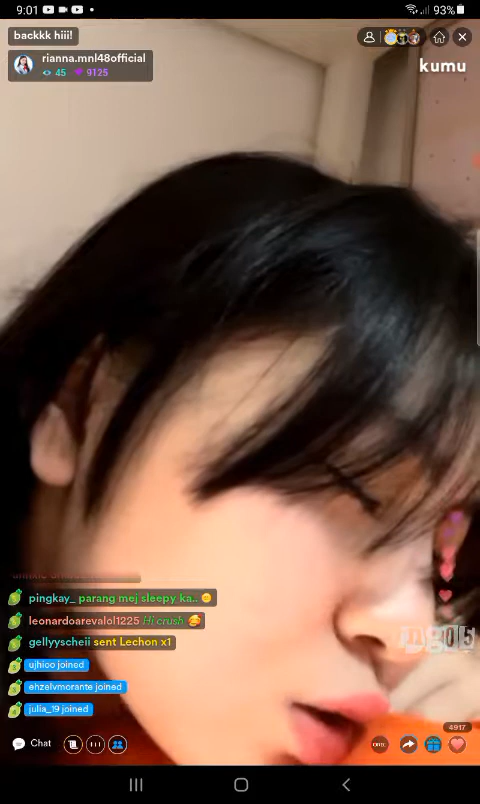 9:01
93%
backkk hiii!
rianna.mnl48official
45 9125
kumu
pingkay_ parang mej sleepy ka..
leonardoarevalol1225 Hi crush
gellyyscheii sent Lechon x1
ujhioo joined
ehzelvmorante joined
julia_19 joined
4917
Chat